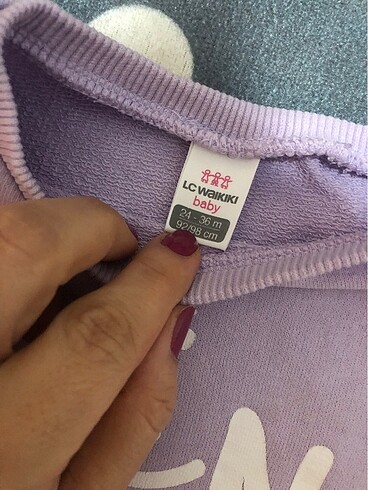 LC WAIKIKI
baby
24 - 36 m
92/98 cm